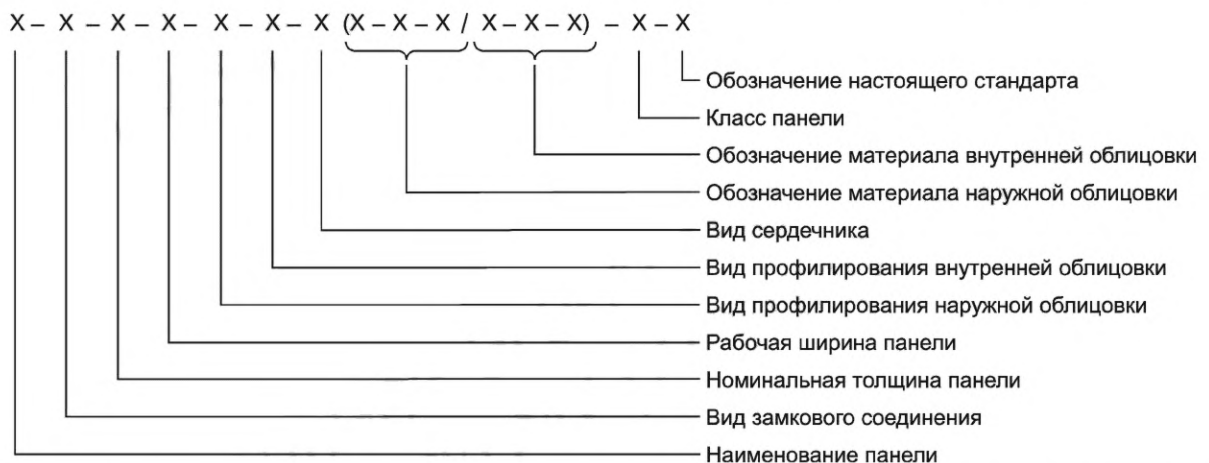 X – X – X – X – X – X – X (X – X – X / X – X – X) – X – X
Обозначение настоящего стандарта
Класс панели
Обозначение материала внутренней облицовки
Обозначение материала наружной облицовки
Вид сердечника
Вид профилирования внутренней облицовки
Вид профилирования наружной облицовки
Рабочая ширина панели
Номинальная толщина панели
Вид замкового соединения
Наименование панели